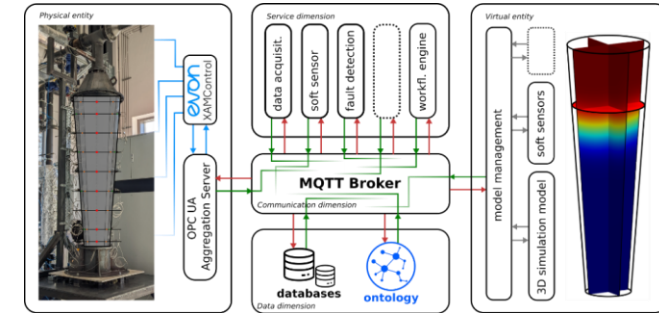 Physical entity
evon
XAMControl
OPC UA
Aggregation Server
Service dimension
data acquisit.
soft sensor
fault detection
workfl. engine
MQTT Broker
Communication dimension
databases
ontology
Data dimension
Virtual entity
model management
soft sensors
3D simulation model